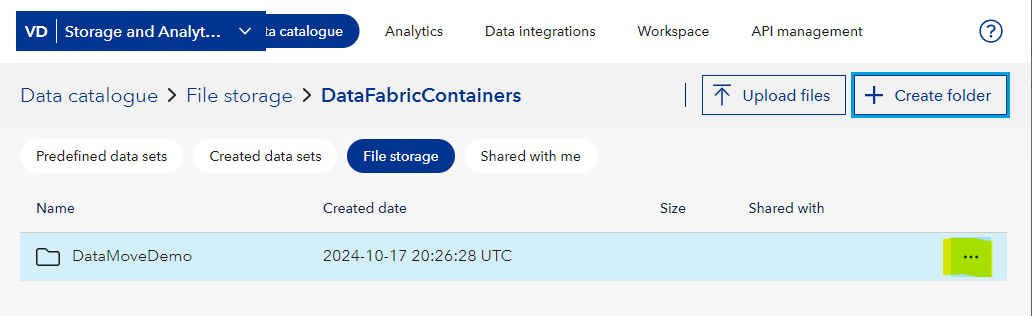 VD Storage and Analyt... ta catalogue Analytics Data integrations Workspace API management ?
Data catalogue > File storage > DataFabricContainers Upload files + Create folder
Predefined data sets Created data sets File storage Shared with me
Name Created date Size Shared with
DataMoveDemo 2024-10-17 20:26:28 UTC ...